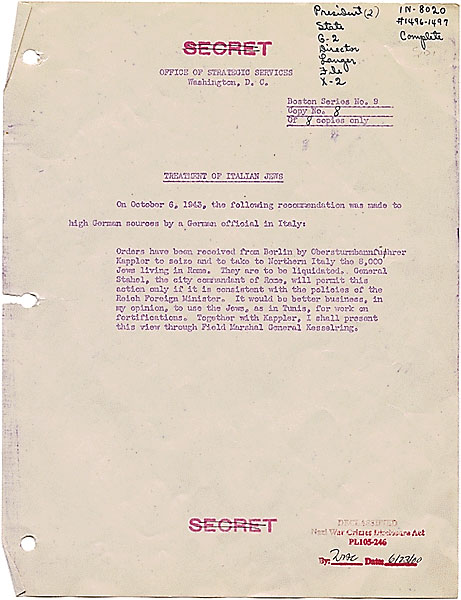 President (2)
State
G-2
Director
Langer
File
X-2
IN-8020
#1496-1497
Complete
SECRET
OFFICE OF STRATEGIC SERVICES
Washington, D. C.
Boston Series No. 9
Copy No. 8
Of 8 copies only
TREATMENT OF ITALIAN JEWS
On October 6, 1943, the following recommendation was made to
high German sources by a German official in Italy:
Orders have been received from Berlin by Obersturmbannfuhrer
Kappler to seize and to take to Northern Italy the 8,000
Jews living in Rome. They are to be liquidated. General
Stahel, the city commandant of Rome, will permit this
action only if it is consistent with the policies of the
Reich Foreign Minister. It would be better business, in
my opinion, to use the Jews, as in Tunis, for work on
fortifications. Together with Kappler, I shall present
this view through Field Marshal General Kesselring.
SECRET
DECLASSIFIED
Nazi War Crimes Disclosure Act
PL105-246
By: Date: 6/23/00